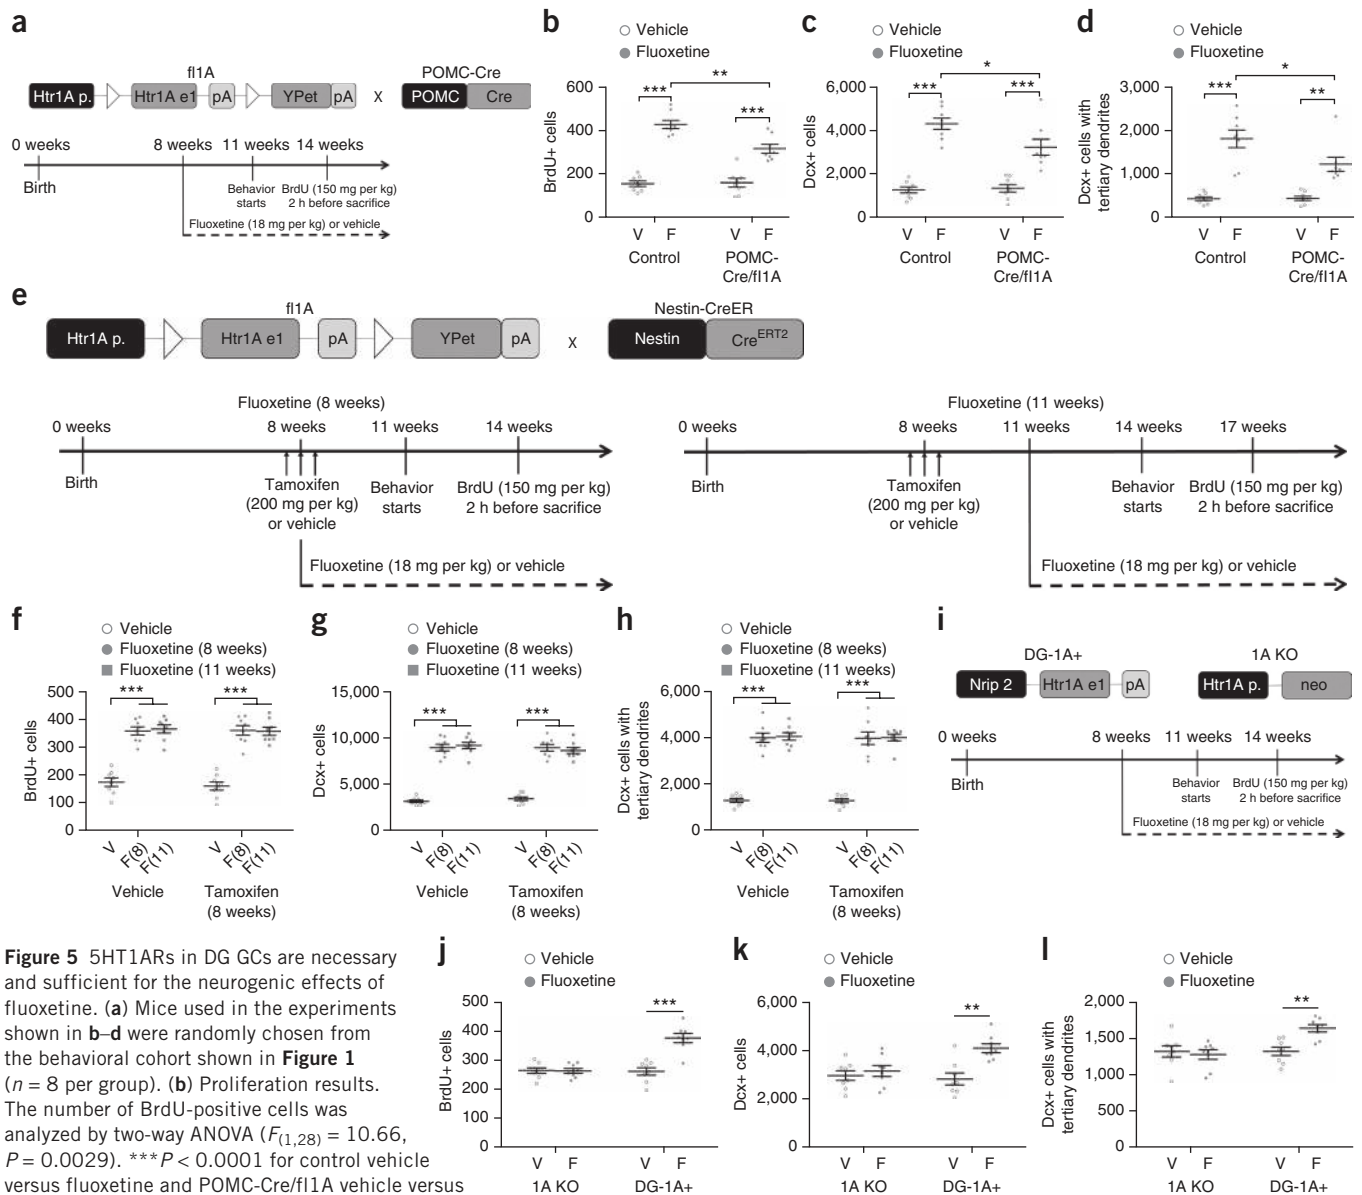 a
fl1A
POMC-Cre
Htr1A p. Htr1A e1 pA YPet pA X POMC Cre
0 weeks 8 weeks 11 weeks 14 weeks
Birth
Behavior starts
BrdU (150 mg per kg) 2 h before sacrifice
Fluoxetine (18 mg per kg) or vehicle
b
Vehicle
Fluoxetine
BrdU+ cells
600
400
200
0
***
**
***
V F V F
Control
POMC-
Cre/fl1A
c
Vehicle
Fluoxetine
Dcx+ cells
6,000
4,000
2,000
0
***
*
***
V F V F
Control
POMC-
Cre/fl1A
d
Vehicle
Fluoxetine
Dcx+ cells with
tertiary dendrites
3,000
2,000
1,000
0
***
*
**
V F V F
Control
POMC-
Cre/fl1A
e
fl1A
Nestin-CreER
Htr1A p. Htr1A e1 pA YPet pA X Nestin CreERT2
Fluoxetine (8 weeks)
0 weeks 8 weeks 11 weeks 14 weeks
Birth
Tamoxifen
(200 mg per kg)
or vehicle
Behavior
starts
BrdU (150 mg per kg)
2 h before sacrifice
Fluoxetine (18 mg per kg) or vehicle
Fluoxetine (11 weeks)
0 weeks 8 weeks 11 weeks 14 weeks 17 weeks
Birth
Tamoxifen
(200 mg per kg)
or vehicle
Behavior
starts
BrdU (150 mg per kg)
2 h before sacrifice
Fluoxetine (18 mg per kg) or vehicle
f
Vehicle
Fluoxetine (8 weeks)
Fluoxetine (11 weeks)
BrdU+ cells
500
400
300
200
100
0
*** ***
V F(8) F(11) V F(8) F(11)
Vehicle Tamoxifen
(8 weeks)
g
Vehicle
Fluoxetine (8 weeks)
Fluoxetine (11 weeks)
Dcx+ cells
15,000
10,000
5,000
0
*** ***
V F(8) F(11) V F(8) F(11)
Vehicle Tamoxifen
(8 weeks)
h
Vehicle
Fluoxetine (8 weeks)
Fluoxetine (11 weeks)
Dcx+ cells with
tertiary dendrites
6,000
4,000
2,000
0
*** ***
V F(8) F(11) V F(8) F(11)
Vehicle Tamoxifen
(8 weeks)
i
DG-1A+ 1A KO
Nrip 2 Htr1A e1 pA Htr1A p. neo
0 weeks 8 weeks 11 weeks 14 weeks
Birth
Behavior
starts
BrdU (150 mg per kg)
2 h before sacrifice
Fluoxetine (18 mg per kg) or vehicle
Figure 5 5HT1ARs in DG GCs are necessary
and sufficient for the neurogenic effects of
fluoxetine. (a) Mice used in the experiments
shown in b–d were randomly chosen from
the behavioral cohort shown in Figure 1
(n = 8 per group). (b) Proliferation results.
The number of BrdU-positive cells was
analyzed by two-way ANOVA (F(1,28) = 10.66,
P = 0.0029). ***P < 0.0001 for control vehicle
versus fluoxetine and POMC-Cre/fl1A vehicle versus
j
Vehicle
Fluoxetine
BrdU+ cells
500
400
300
200
100
0
***
V F V F
1A KO DG-1A+
k
Vehicle
Fluoxetine
Dcx+ cells
6,000
4,000
2,000
0
**
V F V F
1A KO DG-1A+
l
Vehicle
Fluoxetine
Dcx+ cells with
tertiary dendrites
2,000
1,500
1,000
500
0
**
V F V F
1A KO DG-1A+